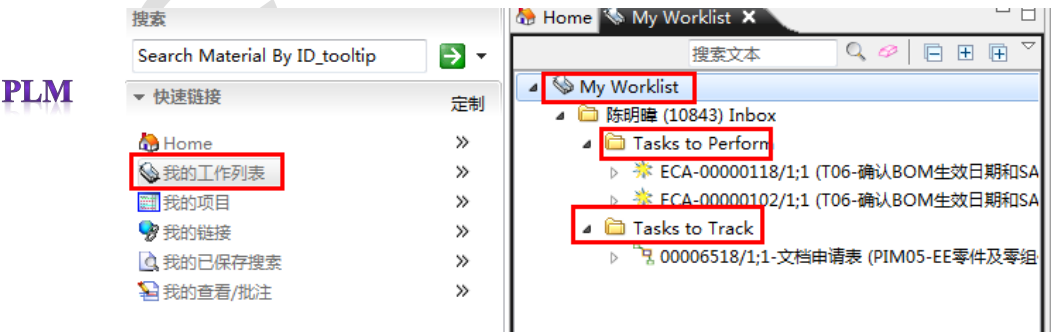 PLM
搜索
Search Material By ID_tooltip
快速链接
定制
Home
我的工作列表
我的项目
我的链接
我的已保存搜索
我的查看/批注
Home
My Worklist
搜索文本
My Worklist
陈明暐 (10843) Inbox
Tasks to Perform
ECA-00000118/1;1 (T06-确认BOM生效日期和SA
ECA-00000102/1;1 (T06-确认BOM生效日期和SA
Tasks to Track
00006518/1;1-文档申请表 (PIM05-EE零件及零组